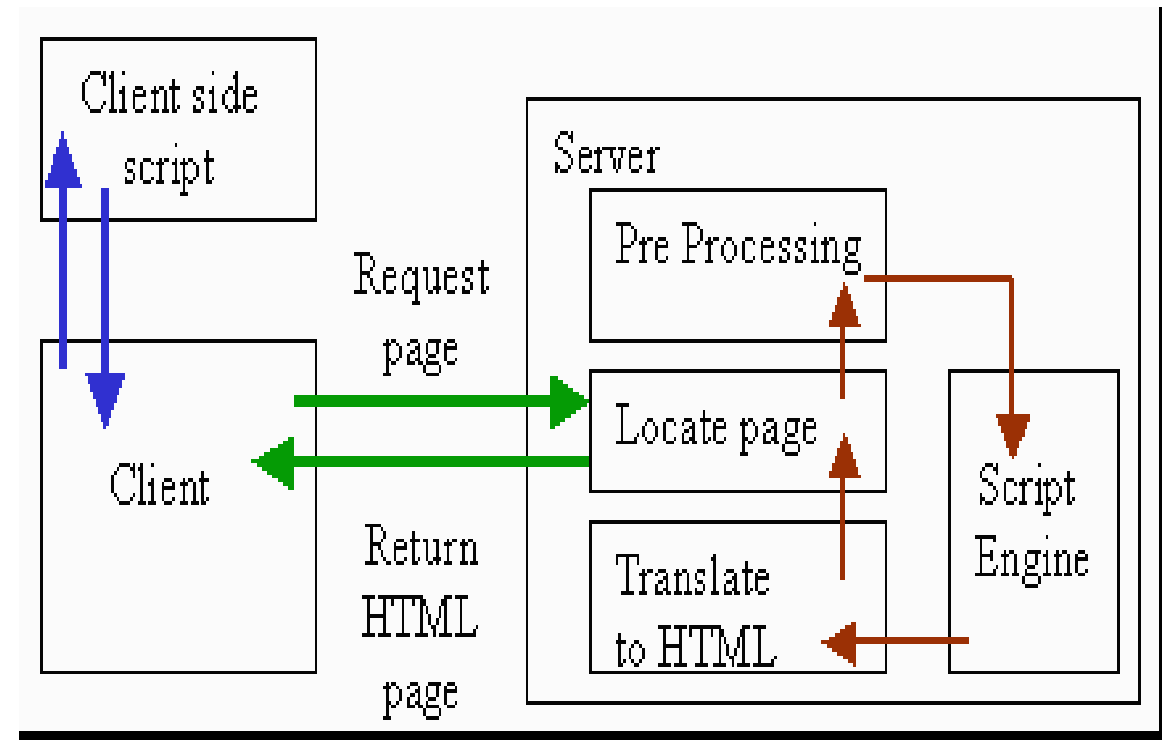 Client side
script
Server
Pre Processing
Request
page
Locate page
Client
Script
Engine
Return
HTML
page
Translate
to HTML